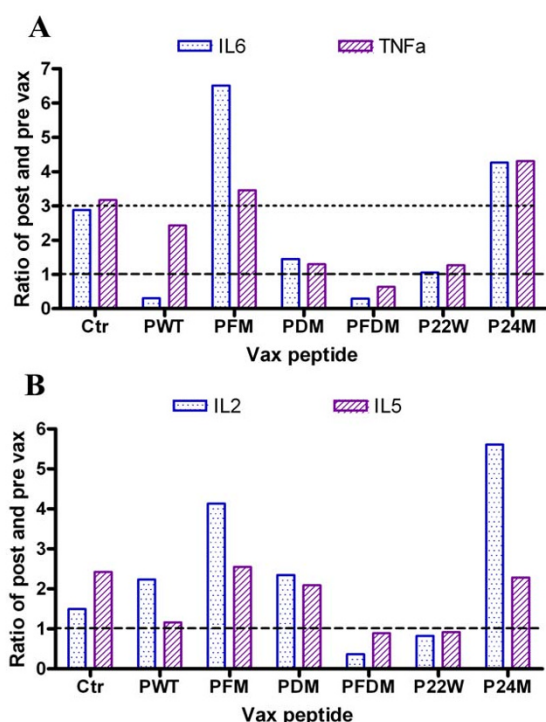 A
IL6 TNFa
Ratio of post and pre vax
7
6
5
4
3
2
1
0
Ctr PWT PFM PDM PFDM P22W P24M
Vax peptide
B
IL2 IL5
Ratio of post and pre vax
6
5
4
3
2
1
0
Ctr PWT PFM PDM PFDM P22W P24M
Vax peptide